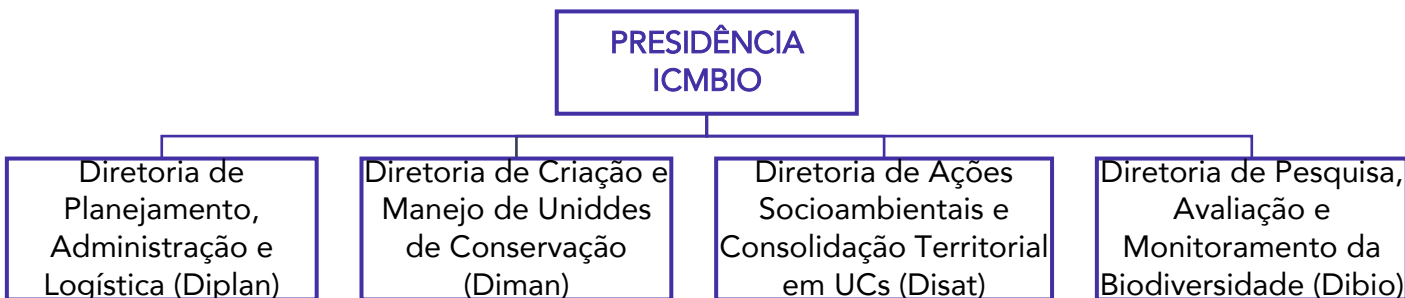 PRESIDÊNCIA
ICMBIO
Diretoria de
Planejamento,
Administração e
Logística (Diplan)
Diretoria de Criação e
Manejo de Uniddes
de Conservação
(Diman)
Diretoria de Ações
Socioambientais e
Consolidação Territorial
em UCs (Disat)
Diretoria de Pesquisa,
Avaliação e
Monitoramento da
Biodiversidade (Dibio)